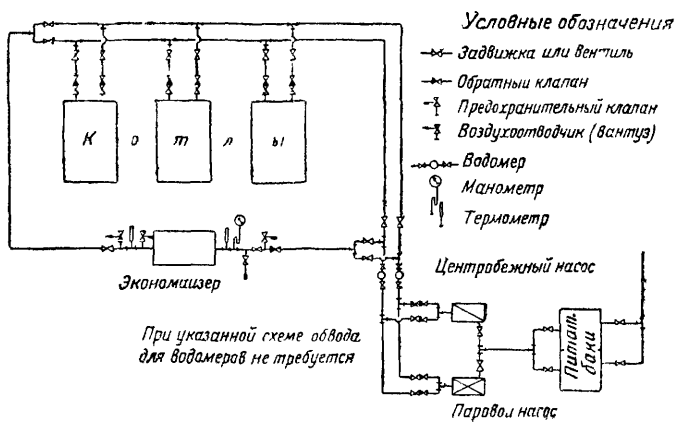 Условные обозначения
Задвижка или вентиль
Обратный клапан
Предохранительный клапан
Воздухоотводчик (вантуз)
Водомер
Манометр
Термометр
К о т л ы
Экономайзер
Центробежный насос
При указанной схеме обвода
для водомеров не требуется
Питат.
баки
Паровой насос